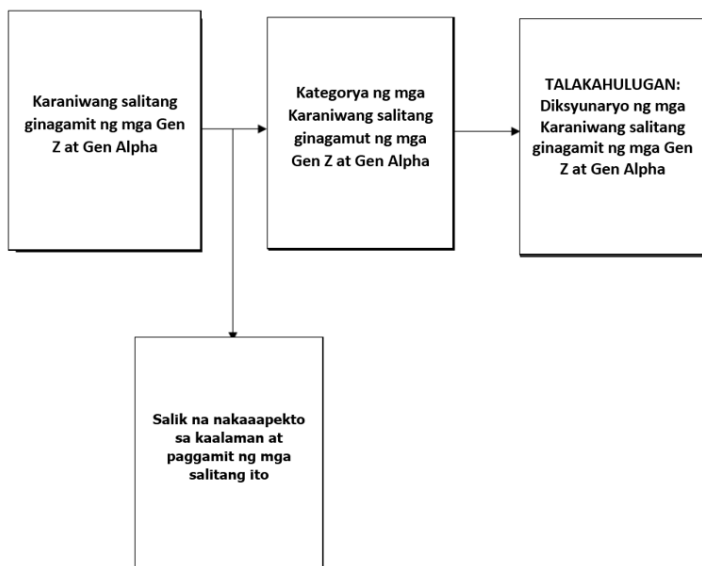 Karaniwang salitang
ginagamit ng mga Gen
Z at Gen Alpha
Kategorya ng mga
Karaniwang salitang
ginagamut ng mga
Gen Z at Gen Alpha
TALAKAHULUGAN:
Diksyunaryo ng mga
Karaniwang salitang
ginagamit ng mga Gen
Z at Gen Alpha
Salik na nakaaapekto
sa kaalaman at
paggamit ng mga
salitang ito